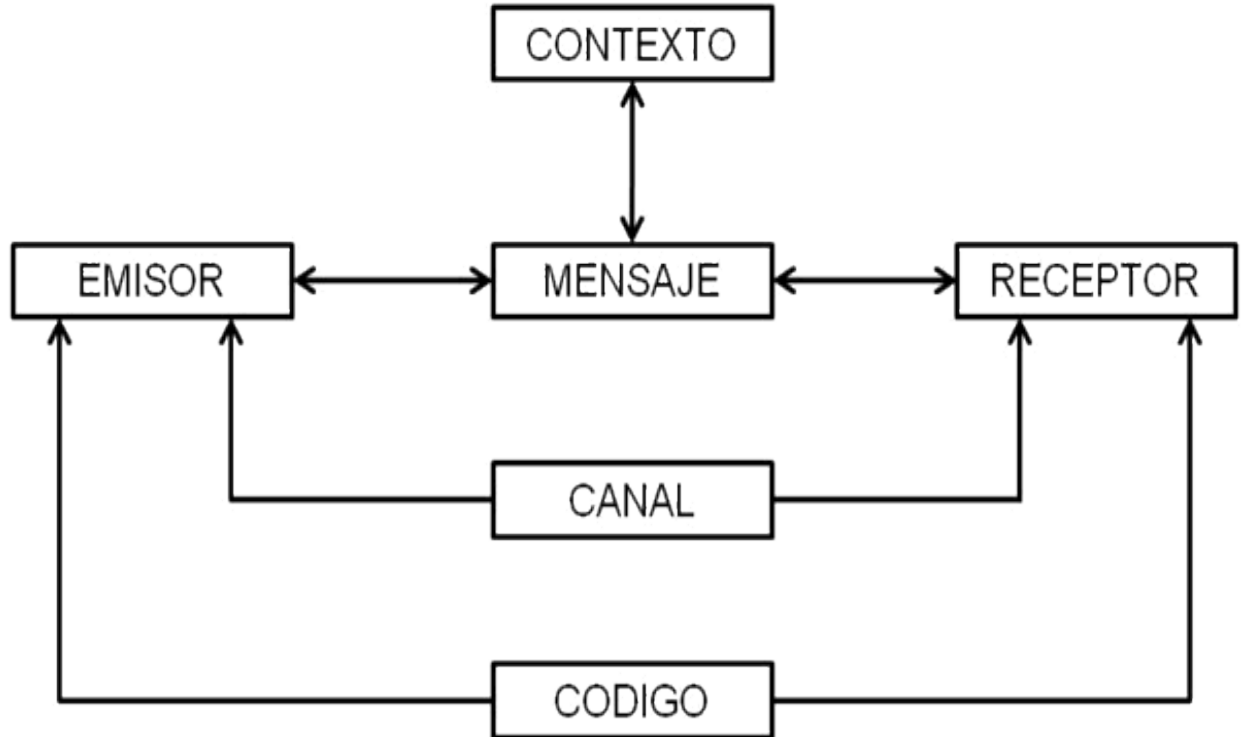 CONTEXTO
EMISOR
MENSAJE
RECEPTOR
CANAL
CODIGO